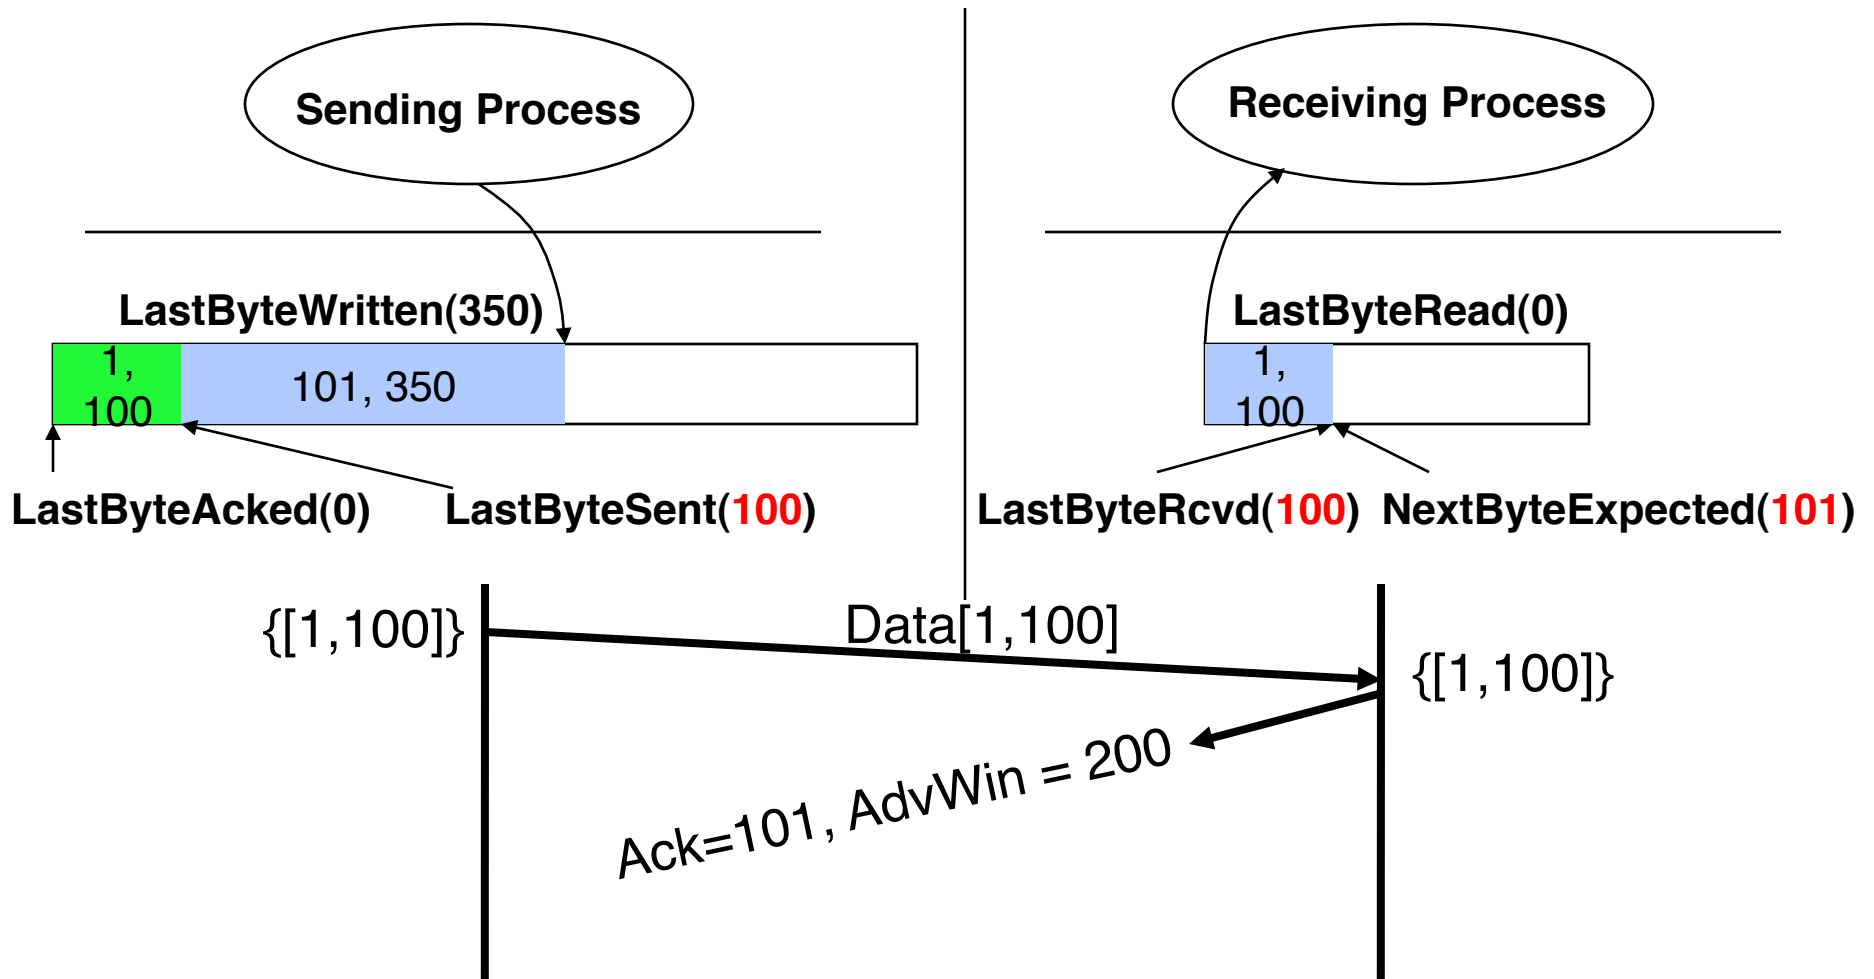 Sending Process
Receiving Process
LastByteWritten(350)
LastByteRead(0)
1,
100
101, 350
1,
100
LastByteAcked(0)
LastByteSent(100)
LastByteRcvd(100)
NextByteExpected(101)
{[1,100]}
Data[1,100]
{[1,100]}
Ack=101, AdvWin = 200